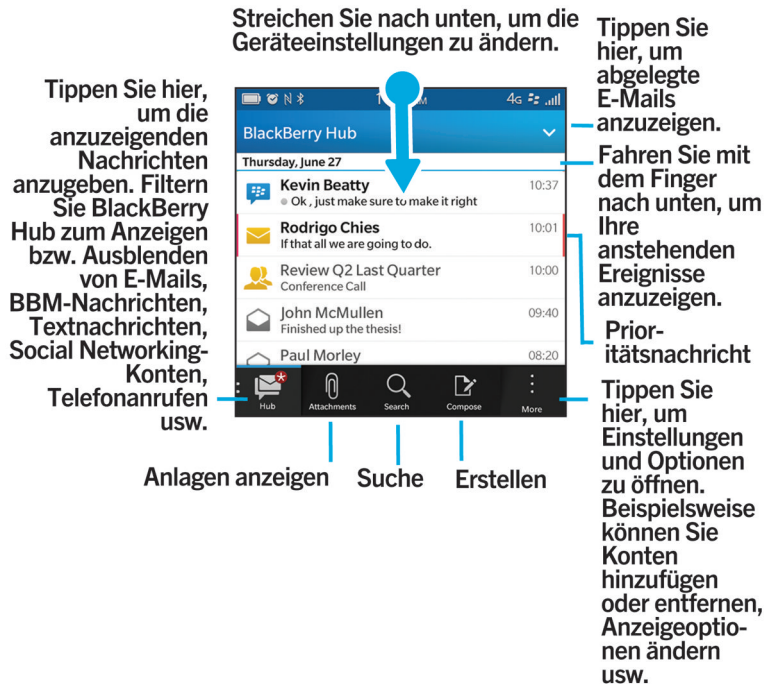 Streichen Sie nach unten, um die
Geräteeinstellungen zu ändern.
Tippen Sie hier,
um die
anzuzeigenden
Nachrichten
anzugeben. Filtern
Sie BlackBerry
Hub zum Anzeigen
bzw. Ausblenden
von E-Mails,
BBM-Nachrichten,
Textnachrichten,
Social Networking-
Konten,
Telefonanrufen
usw.
4G
BlackBerry Hub
Thursday, June 27
Kevin Beatty 10:37
Ok , just make sure to make it right
Rodrigo Chies 10:01
If that all we are going to do.
Review Q2 Last Quarter 10:00
Conference Call
John McMullen 09:40
Finished up the thesis!
Paul Morley 08:20
Hub Attachments Search Compose More
Tippen Sie
hier, um
abgelegte
E-Mails
anzuzeigen.
Fahren Sie mit
dem Finger
nach unten, um
Ihre
anstehenden
Ereignisse
anzuzeigen.
Prior-
itätsnachricht
Tippen Sie
hier, um
Einstellungen
und Optionen
zu öffnen.
Beispielsweise
können Sie
Konten
hinzufügen
oder entfernen,
Anzeigeoptio-
nen ändern
usw.
Anlagen anzeigen Suche Erstellen